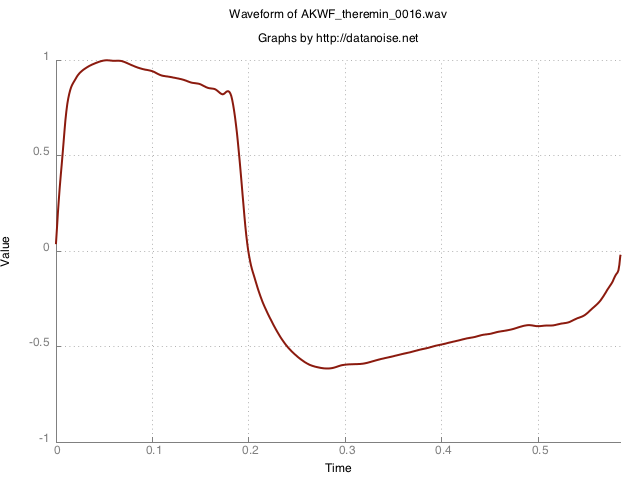 Waveform of AKWF_theremin_0016.wav
Graphs by http://datanoise.net
1
0.5
0
-0.5
-1
Value
0
0.1
0.2
0.3
0.4
0.5
Time